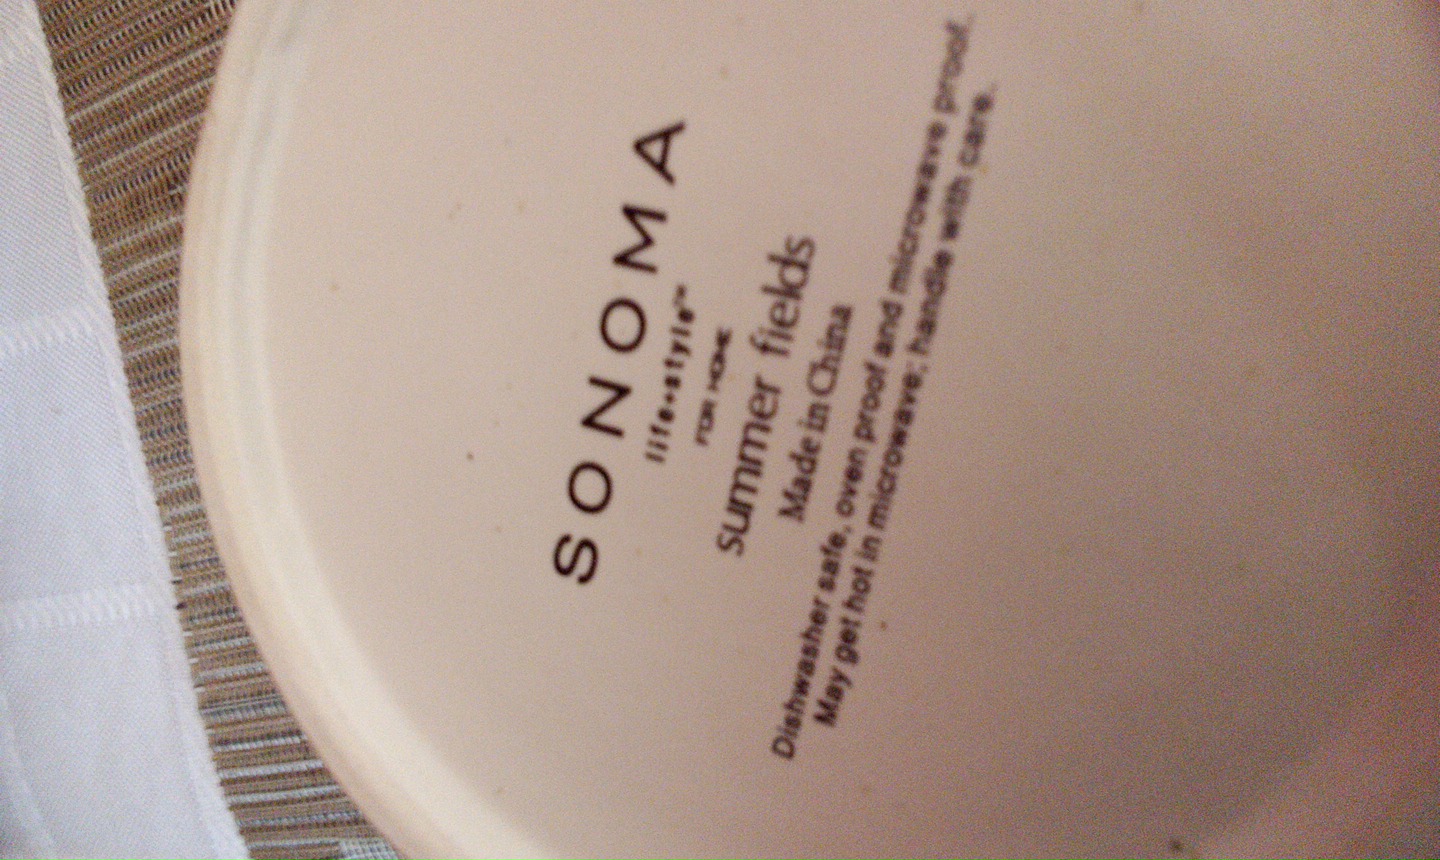 SONOMA
life+style™
FOR HOME
summer fields
Made in China
Dishwasher safe, oven proof and microwave proof.
May get hot in microwave; handle with care.